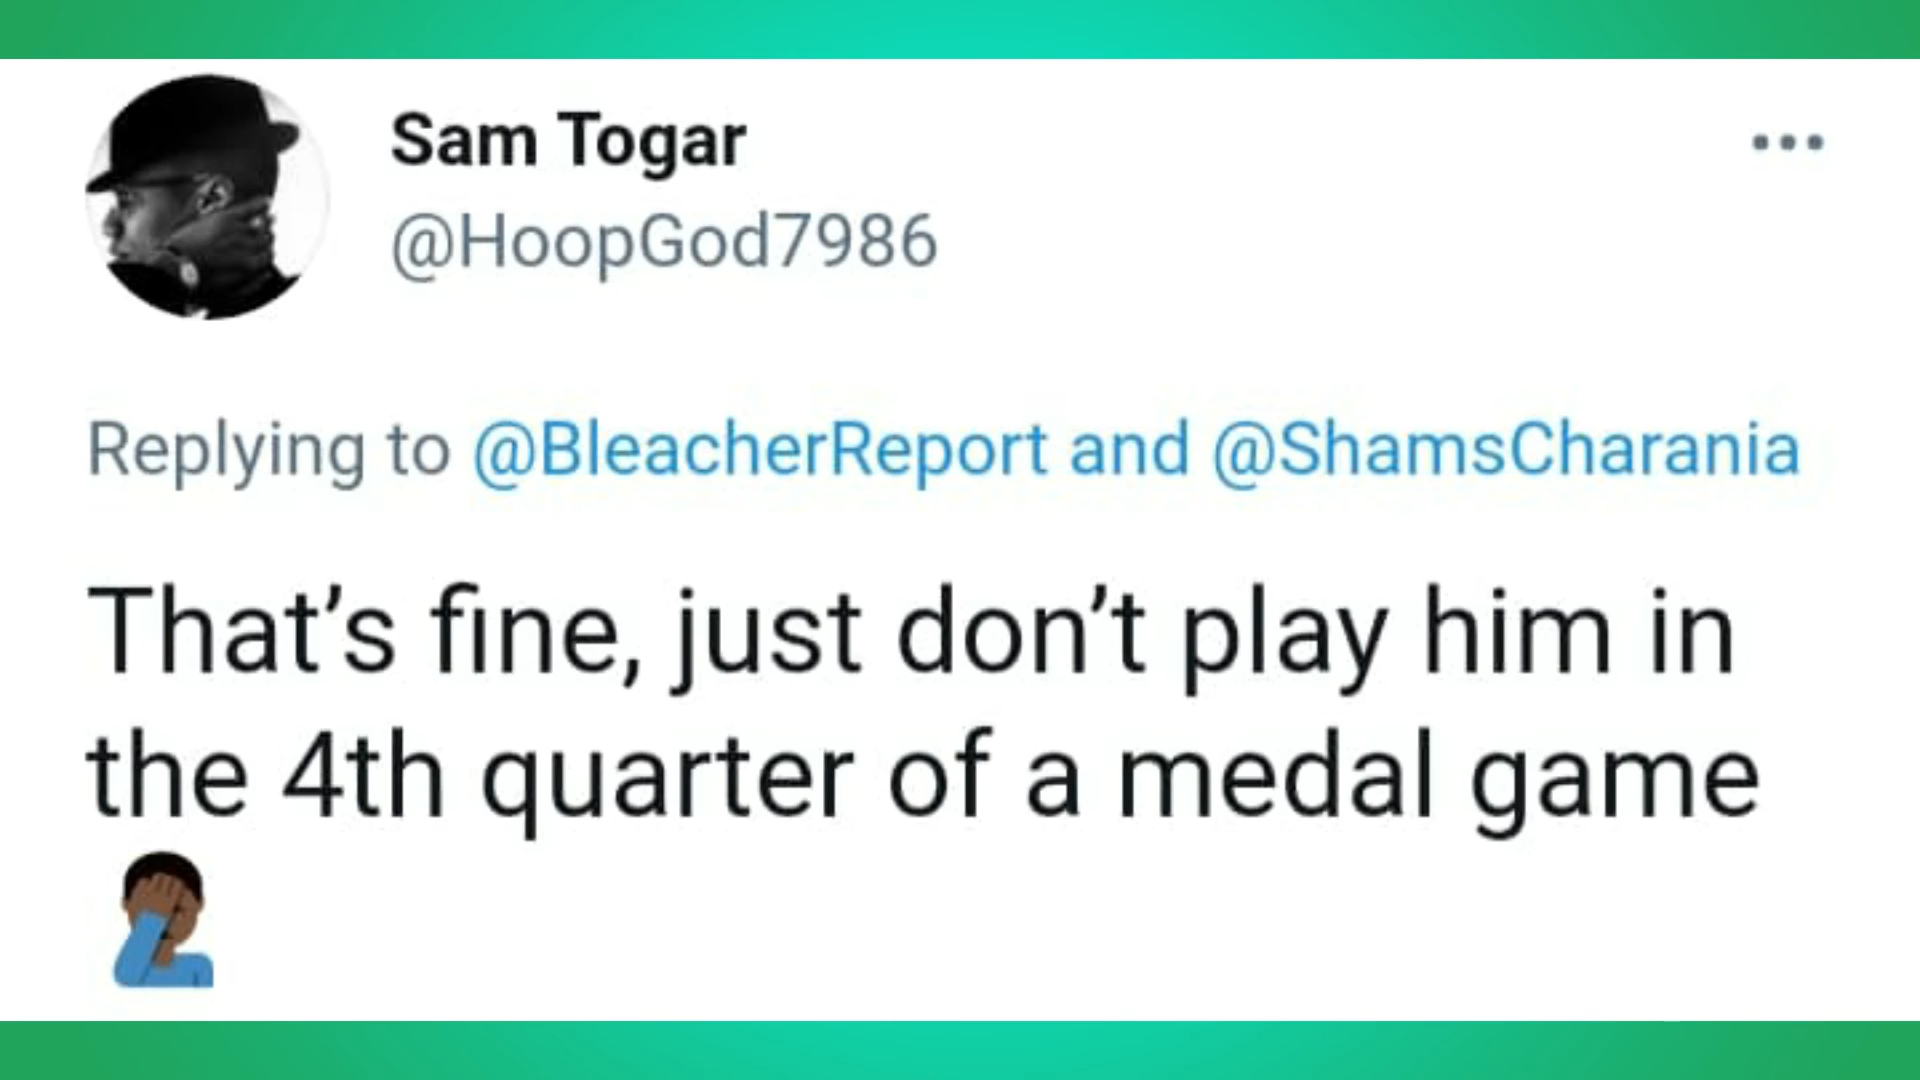 Sam Togar
@HoopGod7986
Replying to @BleacherReport and @ShamsCharania
That’s fine, just don’t play him in
the 4th quarter of a medal game
🤦🏾‍♂️